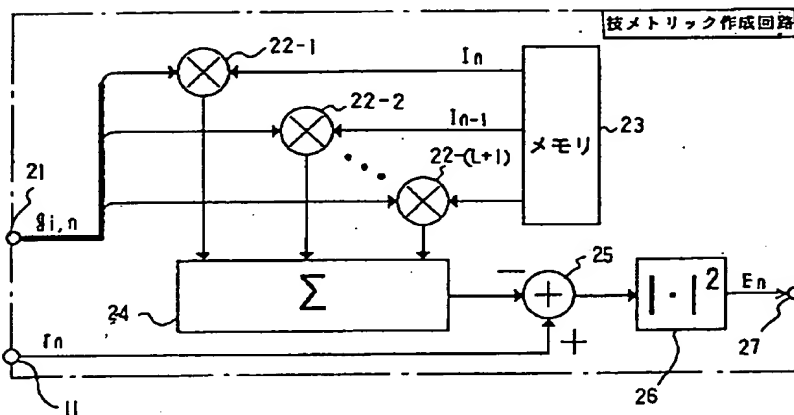 技メトリック作成回路
22-1
In
22-2
In-1
メモリ
23
22-(L+1)
21
gi,n
Σ
24
−
+
25
|・|²
26
En
27
rn
+
11